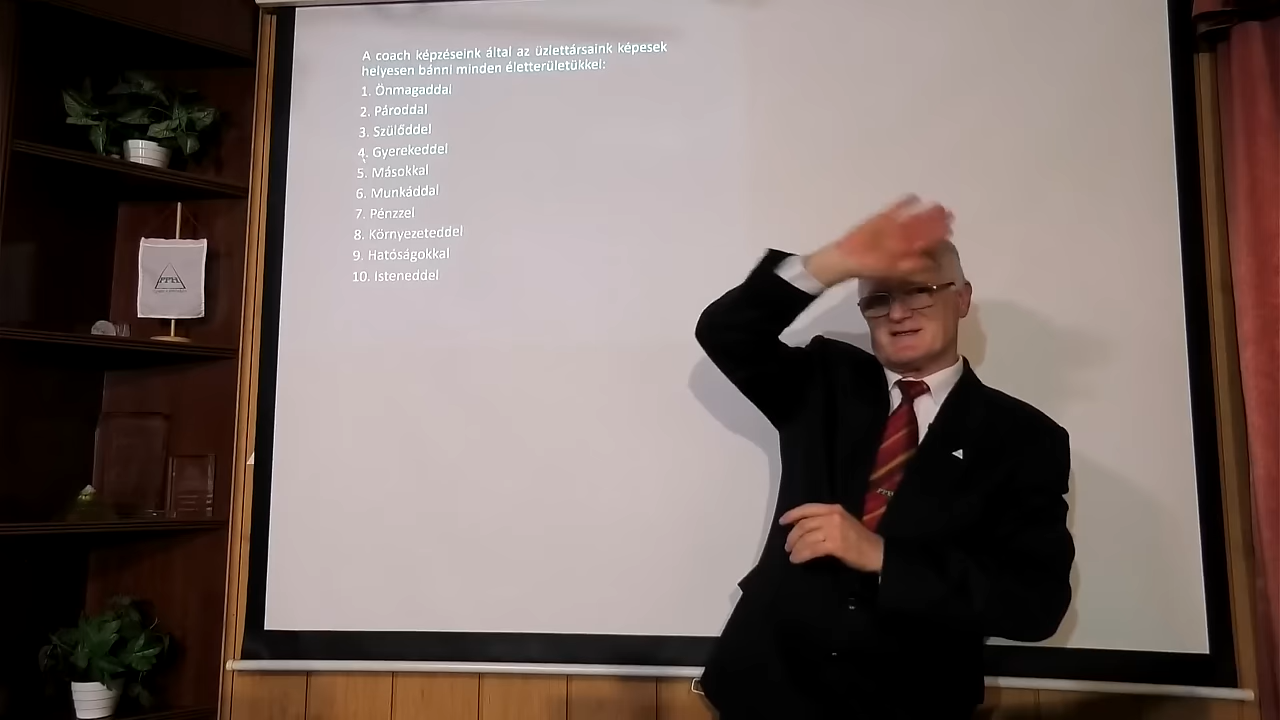 A coach képzéseink által az üzlettársaink képesek
helyesen bánni minden életterületükkel:
1. Önmagaddal
2. Pároddal
3. Szülőddel
4. Gyerekeddel
5. Másokkal
6. Munkáddal
7. Pénzzel
8. Környezeteddel
9. Hatóságokkal
10. Isteneddel